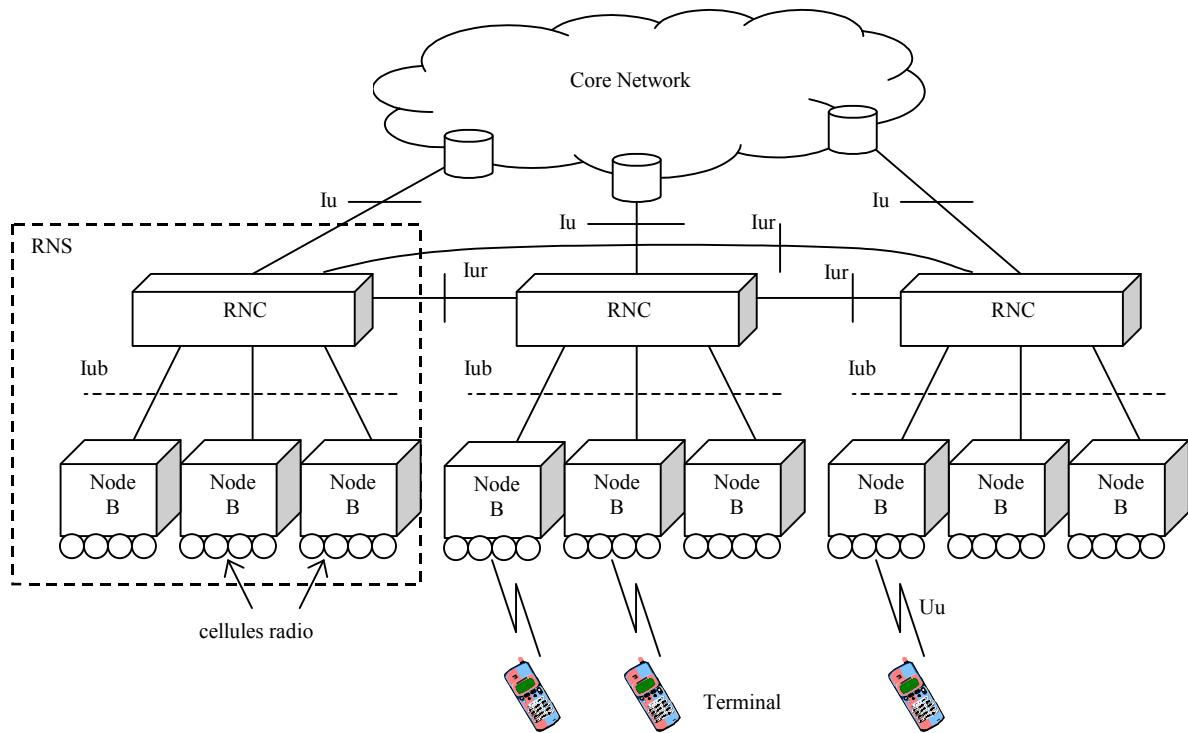 Core Network
Iu
Iu
Iu
Iur
RNS
Iur
Iur
RNC
RNC
RNC
Iub
Iub
Iub
Node
B
Node
B
Node
B
Node
B
Node
B
Node
B
Node
B
Node
B
Node
B
Uu
cellules radio
Terminal